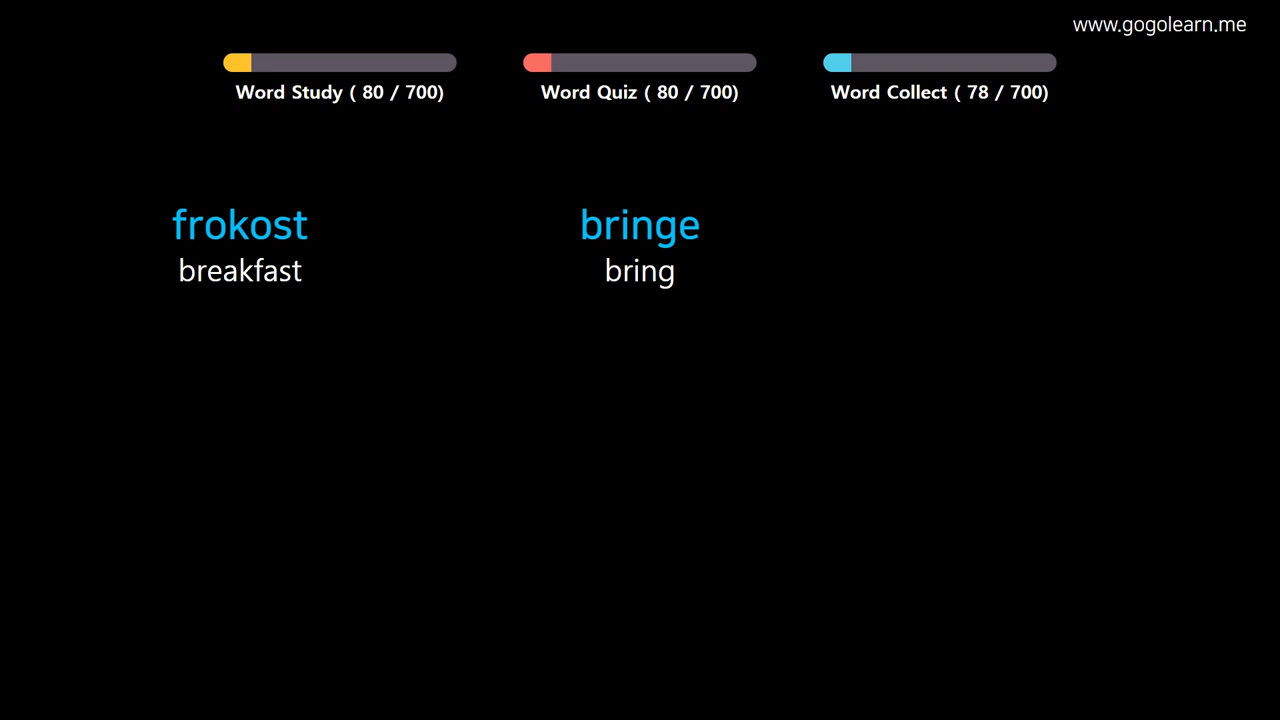 www.gogolearn.me
Word Study ( 80 / 700)
Word Quiz ( 80 / 700)
Word Collect ( 78 / 700)
frokost
breakfast
bringe
bring